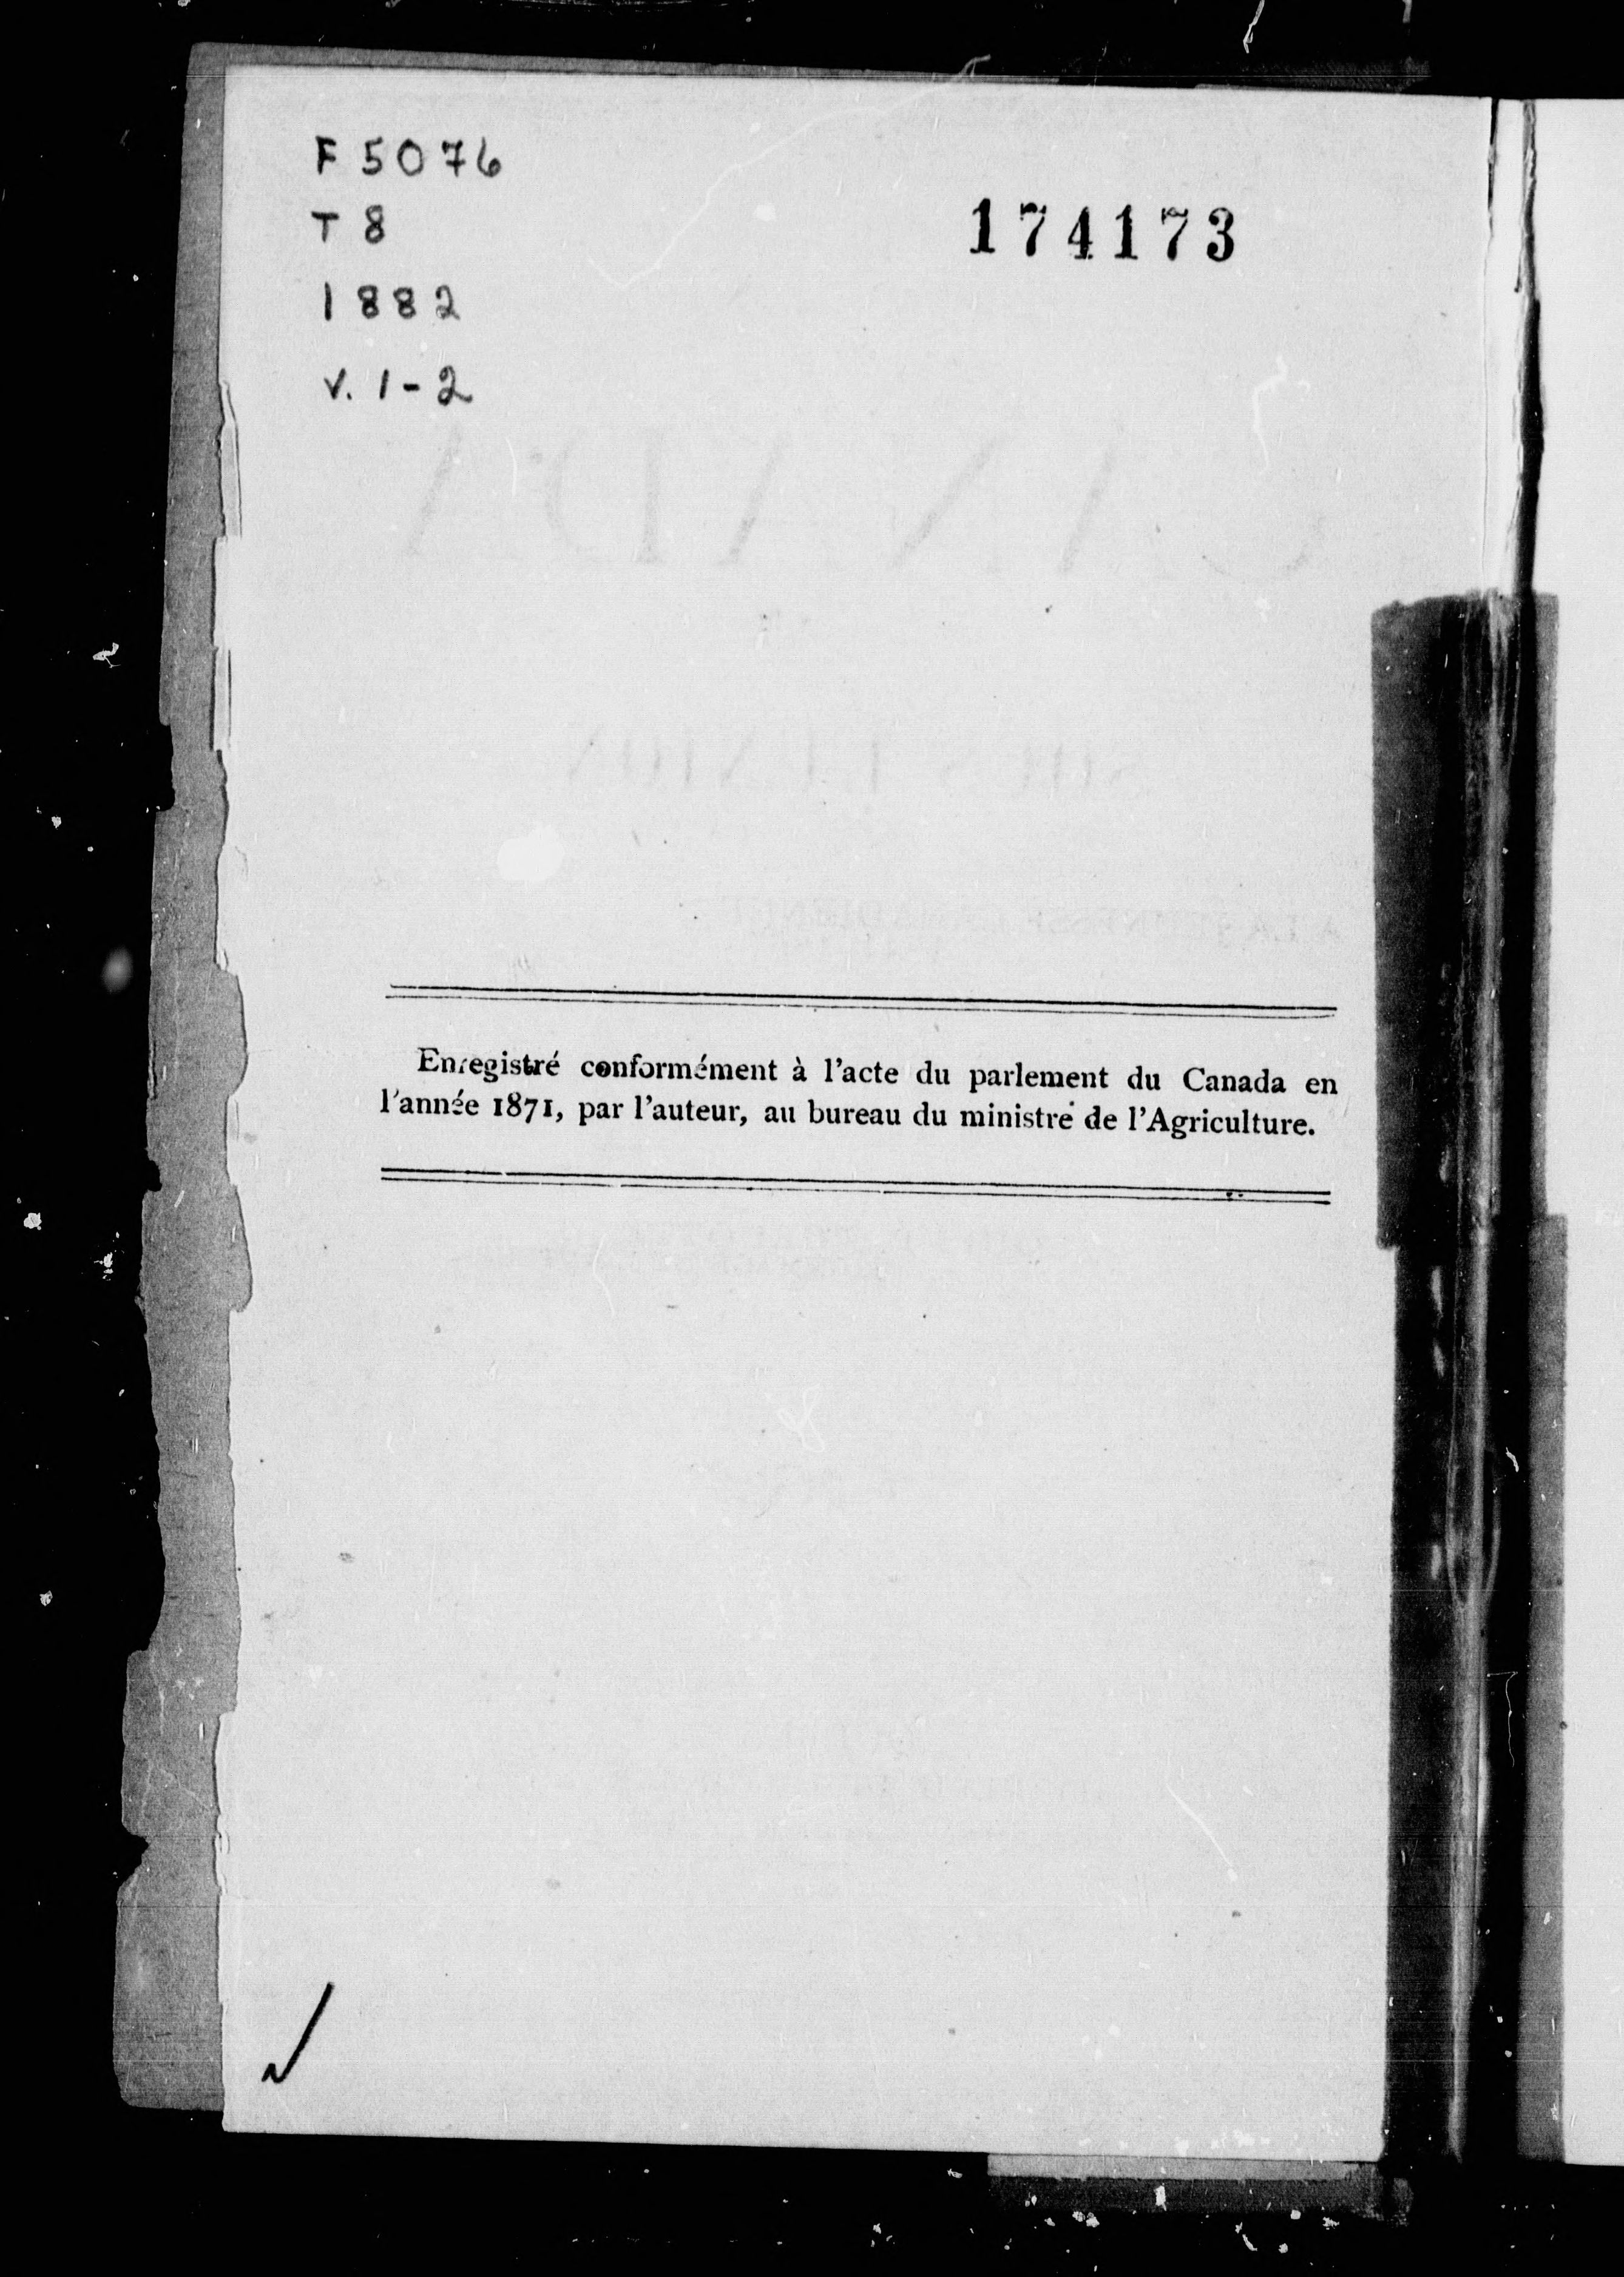 F 5076
T 8
1882
V. 1-2
174173
Enregistré conformément à l'acte du parlement du Canada en
l'année 1871, par l'auteur, au bureau du ministre de l'Agriculture.